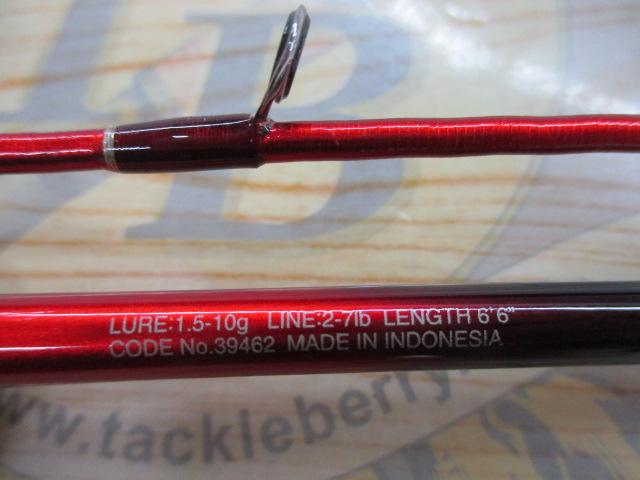 LURE:1.5-10g LINE:2-7lb LENGTH 6'6"
CODE No.39462 MADE IN INDONESIA
www.tackleberry.